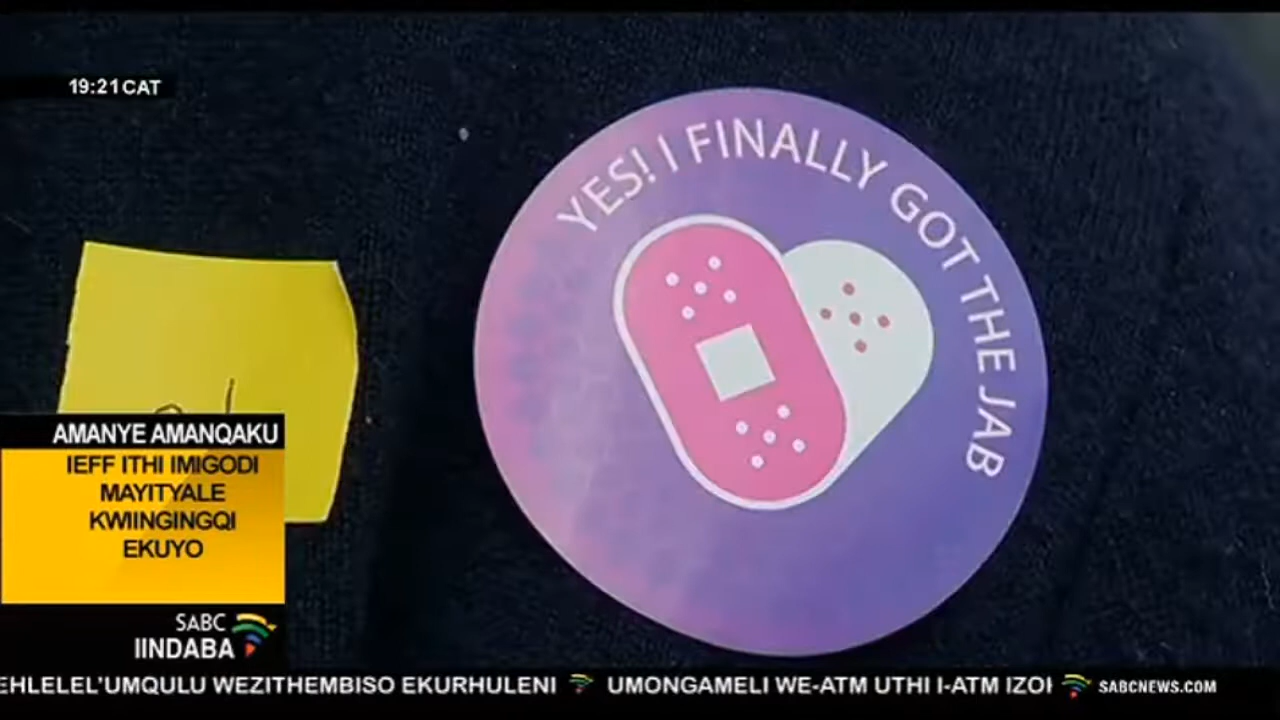 19:21 CAT
YES! I FINALLY GOT THE JAB
AMANYE AMANQAKU
IEFF ITHI IMIGODI
MAYITYALE
KWIINGINGQI
EKUYO
SABC
IINDABA
EHLELEL'UMQULU WEZITHEMBISO EKURHULENI UMONGAMELI WE-ATM UTHI I-ATM SABCNEWS.COM